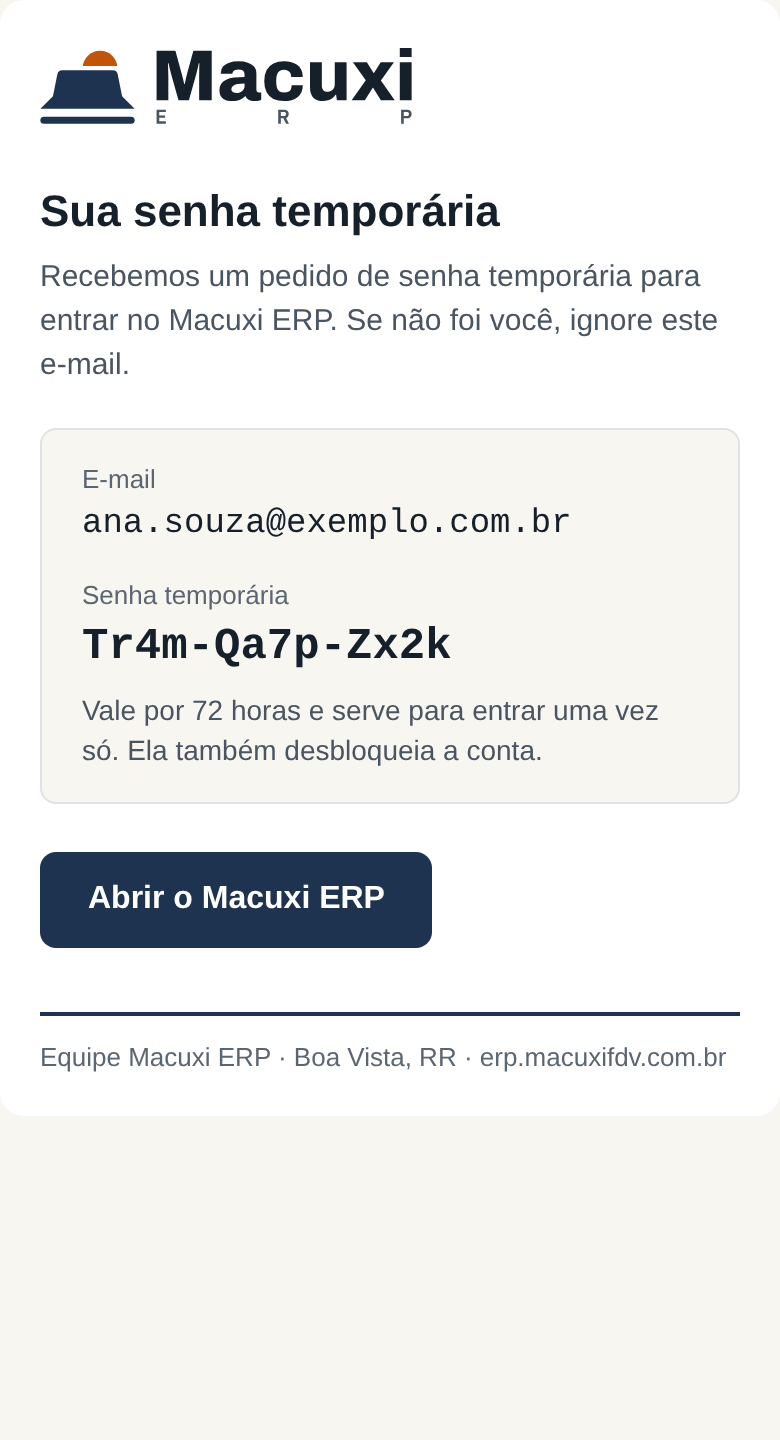 Macuxi
E R P
Sua senha temporária
Recebemos um pedido de senha temporária para
entrar no Macuxi ERP. Se não foi você, ignore este
e-mail.
E-mail
ana.souza@exemplo.com.br
Senha temporária
Tr4m-Qa7p-Zx2k
Vale por 72 horas e serve para entrar uma vez
só. Ela também desbloqueia a conta.
Abrir o Macuxi ERP
Equipe Macuxi ERP · Boa Vista, RR · erp.macuxifdv.com.br